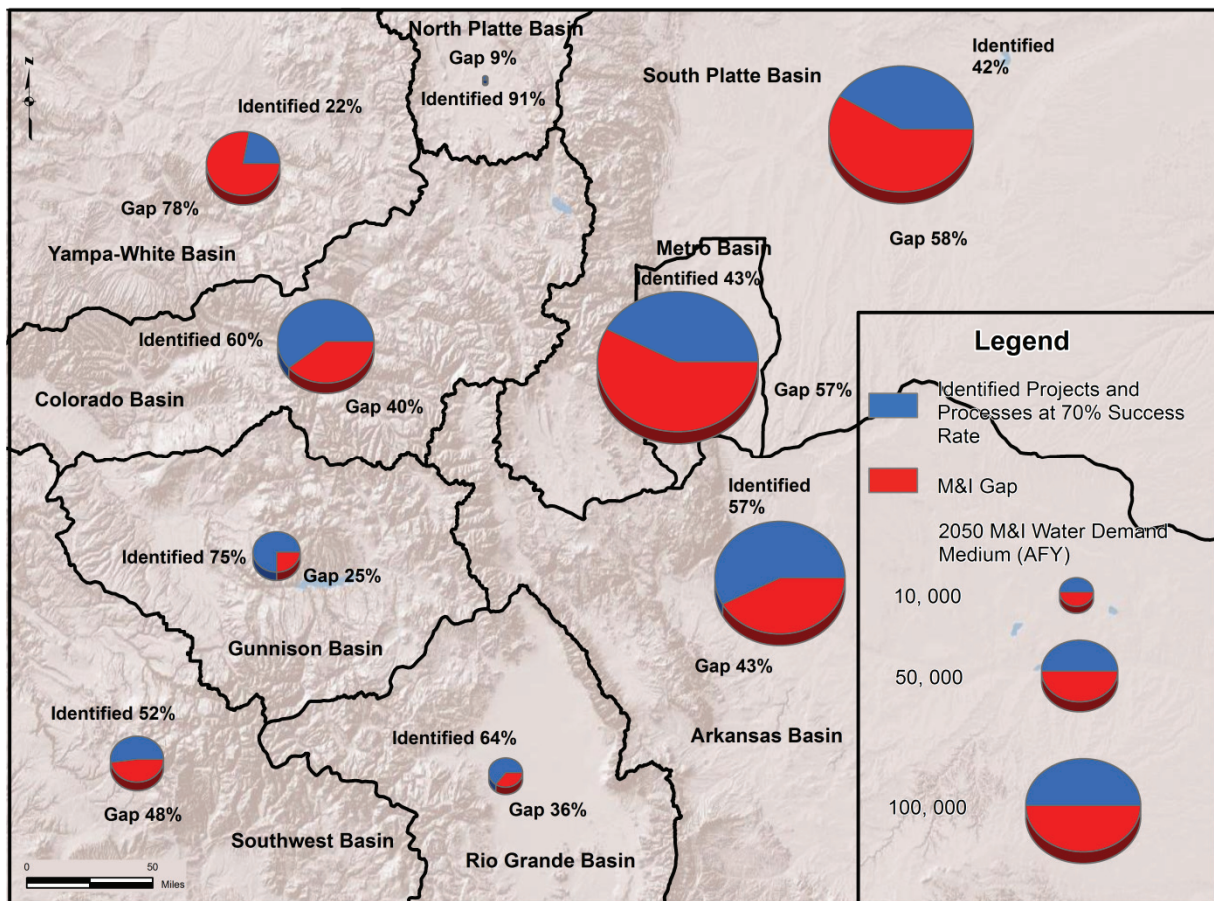 North Platte Basin
Gap 9%
Identified 91%
Identified
42%
South Platte Basin
Gap 58%
Z
Identified 22%
Gap 78%
Yampa-White Basin
Metro Basin
Identified 43%
Gap 57%
Identified 60%
Colorado Basin
Gap 40%
Identified
57%
Gap 43%
Arkansas Basin
Identified 75%
Gap 25%
Gunnison Basin
Identified 52%
Gap 48%
Southwest Basin
Identified 64%
Gap 36%
Rio Grande Basin
0
50
Miles
Legend
Identified Projects and
Processes at 70% Success
Rate
M&I Gap
2050 M&I Water Demand
Medium (AFY)
10, 000
50, 000
100, 000